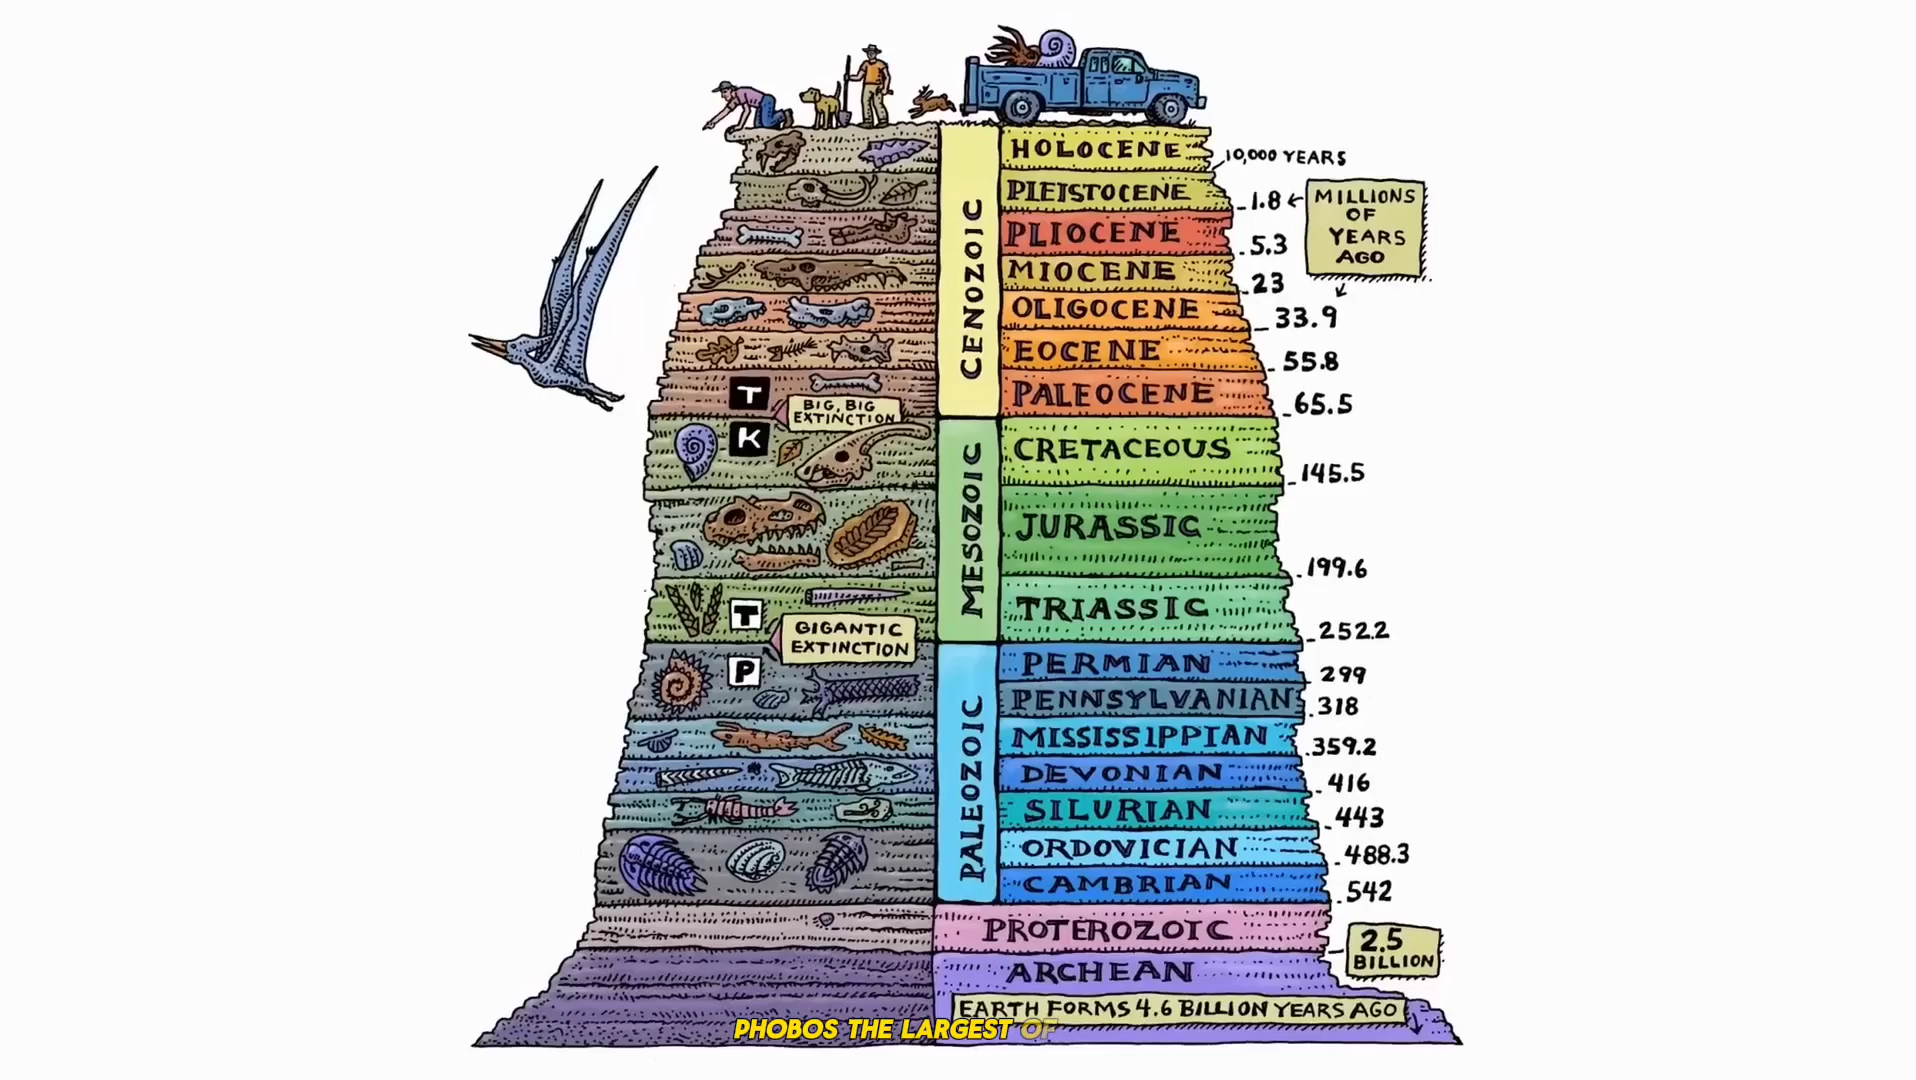 HOLOCENE
10,000 YEARS
PLEISTOCENE
1.8
MILLIONS
OF
YEARS
AGO
PLIOCENE
5.3
MIOCENE
23
OLIGOCENE
33.9
EOCENE
55.8
PALEOCENE
65.5
CENOZOIC
T
BIG, BIG
EXTINCTION
K
CRETACEOUS
145.5
JURASSIC
199.6
TRIASSIC
252.2
MESOZOIC
T
GIGANTIC
EXTINCTION
P
PERMIAN
299
PENNSYLVANIAN
318
MISSISSIPPIAN
359.2
DEVONIAN
416
SILURIAN
443
ORDOVICIAN
488.3
CAMBRIAN
542
PALEOZOIC
PROTEROZOIC
2.5
BILLION
ARCHEAN
EARTH FORMS 4.6 BILLION YEARS AGO
PHOBOS THE LARGEST OF